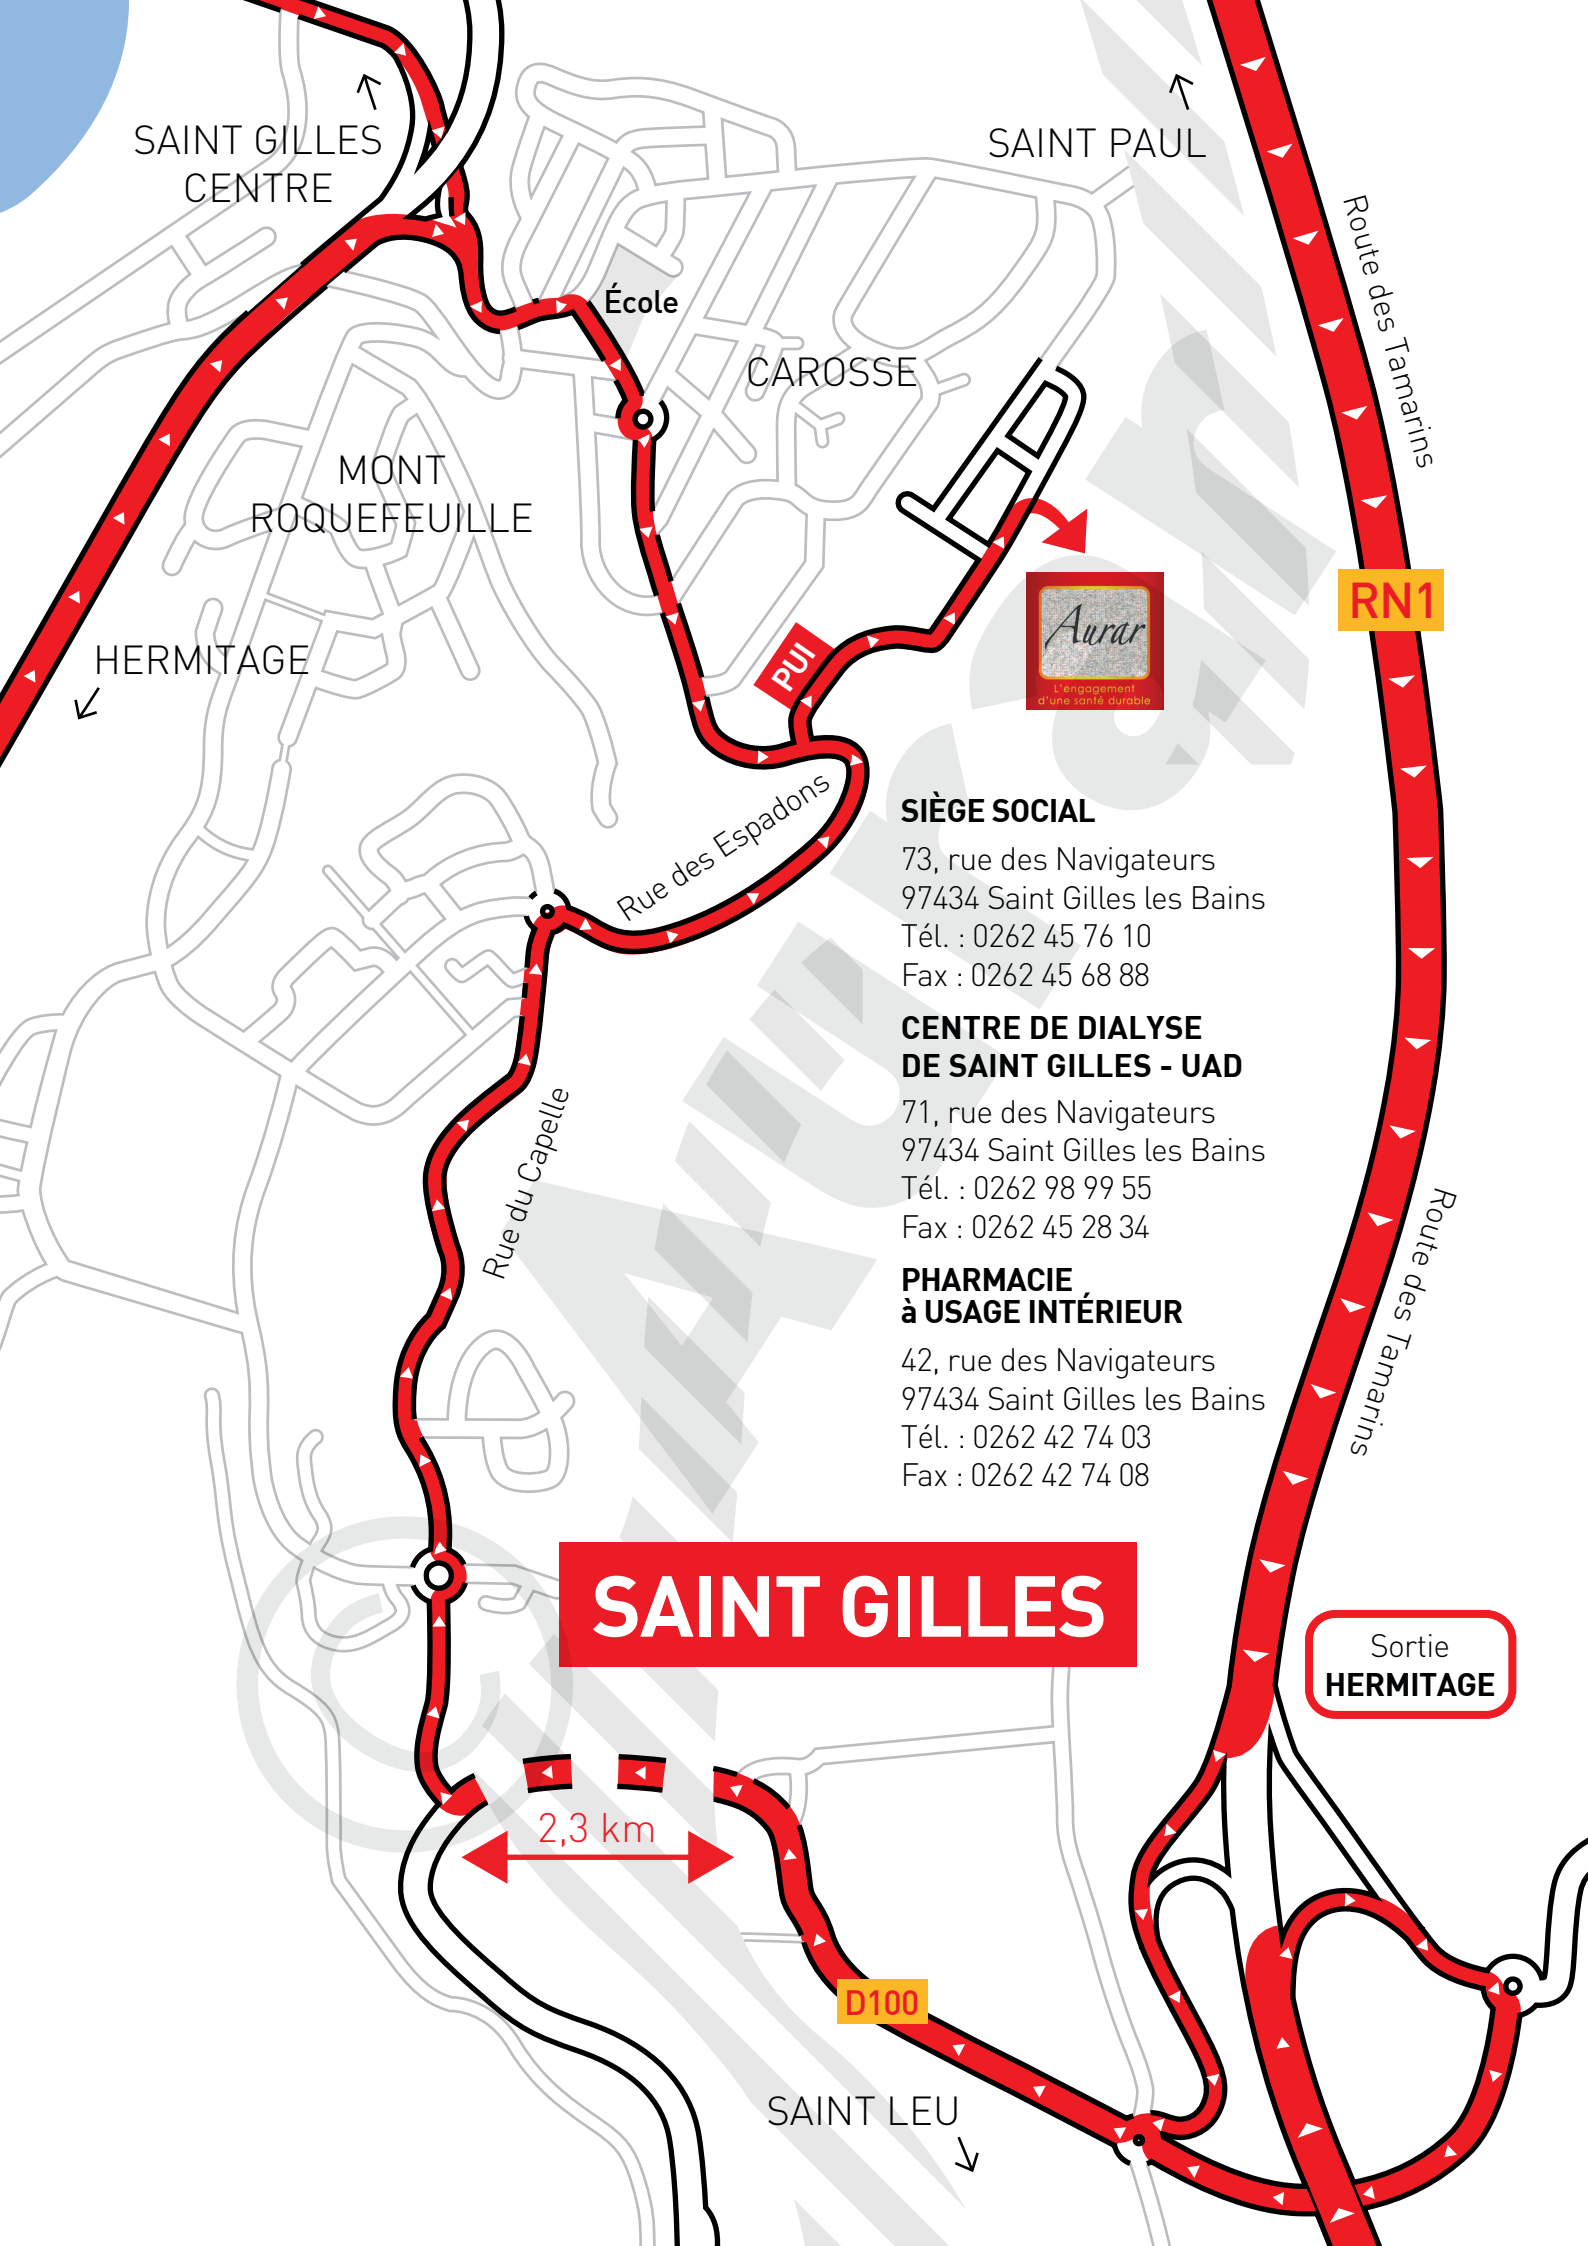 SAINT GILLES
CENTRE
SAINT PAUL
Route des Tamarins
École
CAROSSE
MONT
ROQUEFEUILLE
RN1
HERMITAGE
PUI
Aurar
L'engagement
d'une santé durable
Rue des Espadons
SIÈGE SOCIAL
73, rue des Navigateurs
97434 Saint Gilles les Bains
Tél. : 0262 45 76 10
Fax : 0262 45 68 88
CENTRE DE DIALYSE
DE SAINT GILLES - UAD
71, rue des Navigateurs
97434 Saint Gilles les Bains
Tél. : 0262 98 99 55
Fax : 0262 45 28 34
Rue du Capelle
Route des Tamarins
PHARMACIE
à USAGE INTÉRIEUR
42, rue des Navigateurs
97434 Saint Gilles les Bains
Tél. : 0262 42 74 03
Fax : 0262 42 74 08
SAINT GILLES
Sortie
HERMITAGE
2,3 km
D100
SAINT LEU
© Aurar